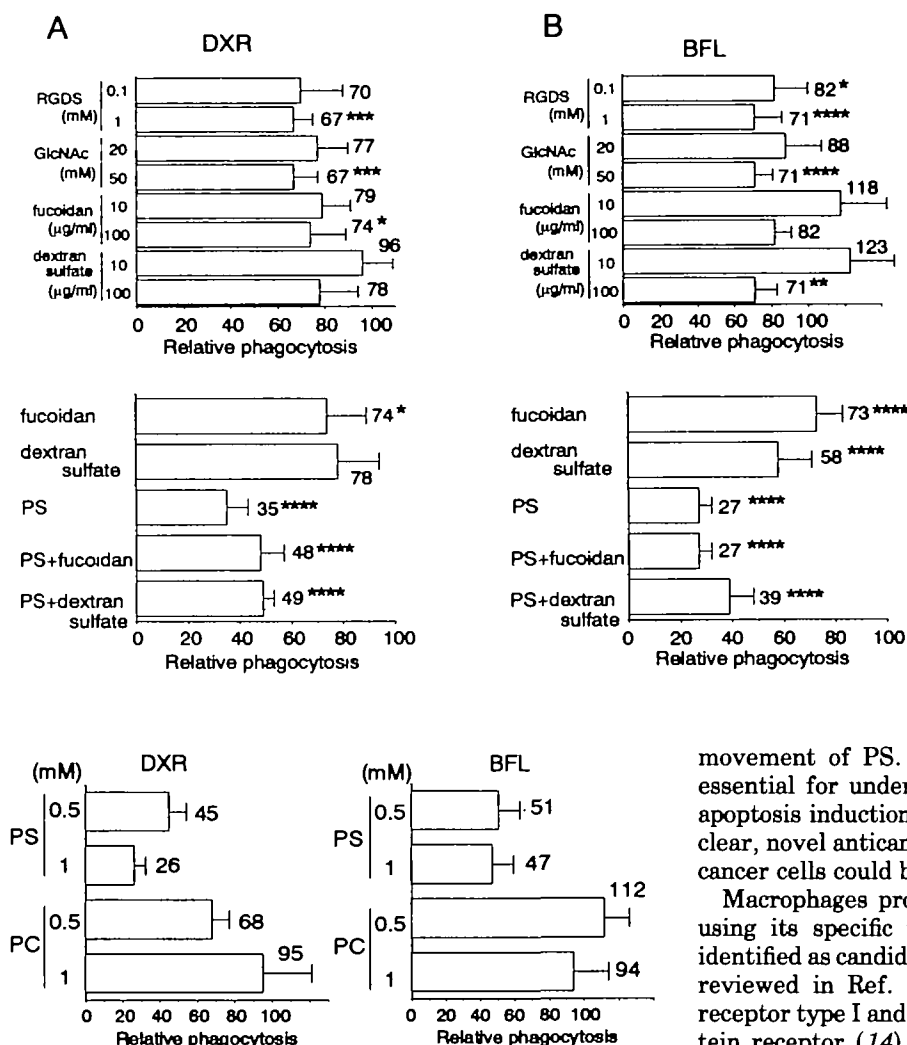 A
DXR
RGDS (mM)
0.1 70
1 67***
GlcNAc (mM)
20 77
50 67***
fucoidan (µg/ml)
10 79
100 74*
dextran sulfate (µg/ml)
10 96
100 78
0 20 40 60 80 100
Relative phagocytosis
B
BFL
RGDS (mM)
0.1 82*
1 71****
GlcNAc (mM)
20 88
50 71****
fucoidan (µg/ml)
10 118
100 82
dextran sulfate (µg/ml)
10 123
100 71**
0 20 40 60 80 100
Relative phagocytosis
fucoidan 74*
dextran sulfate 78
PS 35****
PS+fucoidan 48****
PS+dextran sulfate 49****
0 20 40 60 80 100
Relative phagocytosis
fucoidan 73****
dextran sulfate 58****
PS 27****
PS+fucoidan 27****
PS+dextran sulfate 39****
0 20 40 60 80 100
Relative phagocytosis
(mM) DXR
PS
0.5 45
1 26
PC
0.5 68
1 95
0 20 40 60 80 100
Relative phagocytosis
(mM) BFL
PS
0.5 51
1 47
PC
0.5 112
1 94
0 20 40 60 80 100
Relative phagocytosis
movement of PS.
essential for under
apoptosis induction
clear, novel antican
cancer cells could b
Macrophages pro
using its specific
identified as candid
reviewed in Ref.
receptor type I and
tein receptor (14)